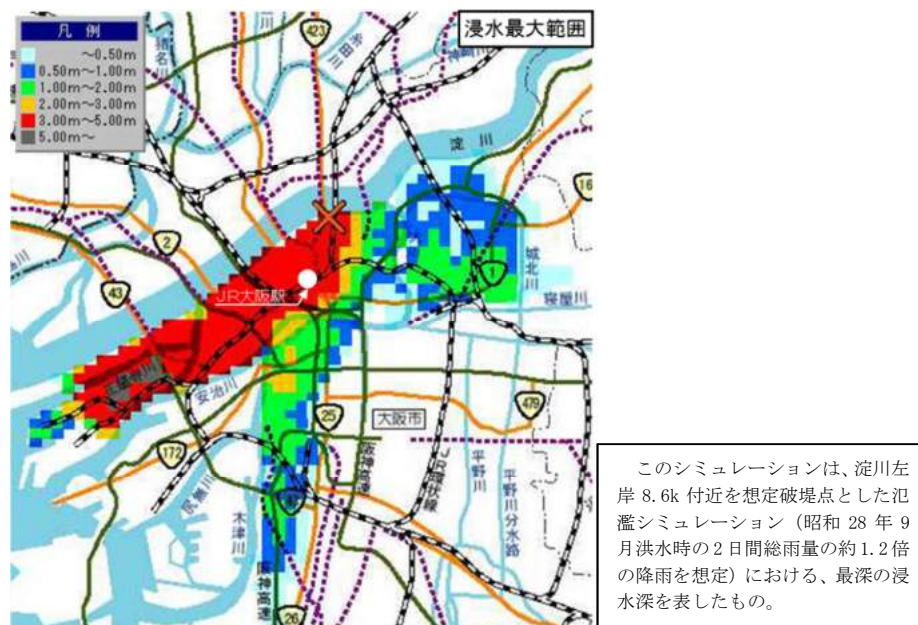 凡 例
～0.50m
0.50m～1.00m
1.00m～2.00m
2.00m～3.00m
3.00m～5.00m
5.00m～
浸水最大範囲
423
神崎川
淀 川
16
2
43
1
城北川
寝屋川
JR大阪駅
安治川
大阪市
25
479
172
尻無川
木津川
阪神高速
平野川
平野川分水路
26
このシミュレーションは、淀川左
岸 8.6k 付近を想定破堤点とした氾
濫シミュレーション（昭和 28 年 9
月洪水時の2日間総雨量の約1.2倍
の降雨を想定）における、最深の浸
水深を表したもの。